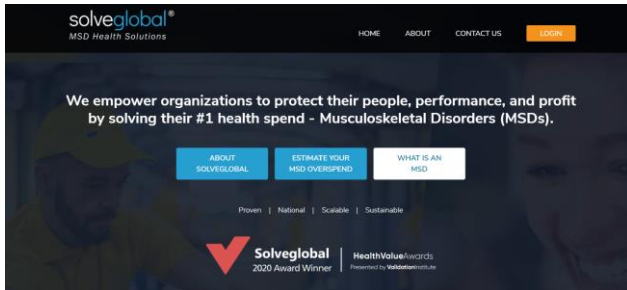 solveglobal®
MSD Health Solutions
HOME ABOUT CONTACT US LOGIN
We empower organizations to protect their people, performance, and profit
by solving their #1 health spend - Musculoskeletal Disorders (MSDs).
ABOUT
SOLVEGLOBAL
ESTIMATE YOUR
MSD OVERSPEND
WHAT IS AN
MSD
Proven | National | Scalable | Sustainable
Solveglobal
2020 Award Winner
HealthValueAwards
Presented by ValidationInstitute